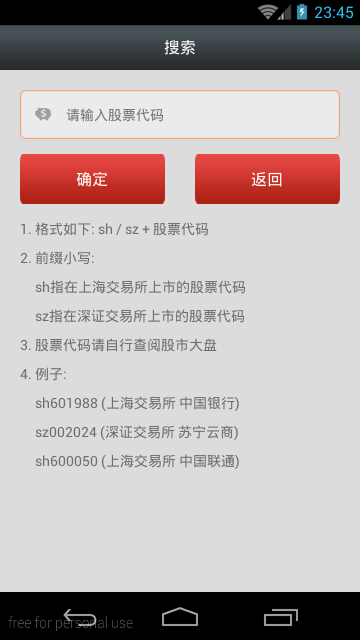 23:45
搜索
请输入股票代码
确定
返回
1. 格式如下: sh / sz + 股票代码
2. 前缀小写:
sh指在上海交易所上市的股票代码
sz指在深证交易所上市的股票代码
3. 股票代码请自行查阅股市大盘
4. 例子:
sh601988 (上海交易所 中国银行)
sz002024 (深证交易所 苏宁云商)
sh600050 (上海交易所 中国联通)
free for personal use